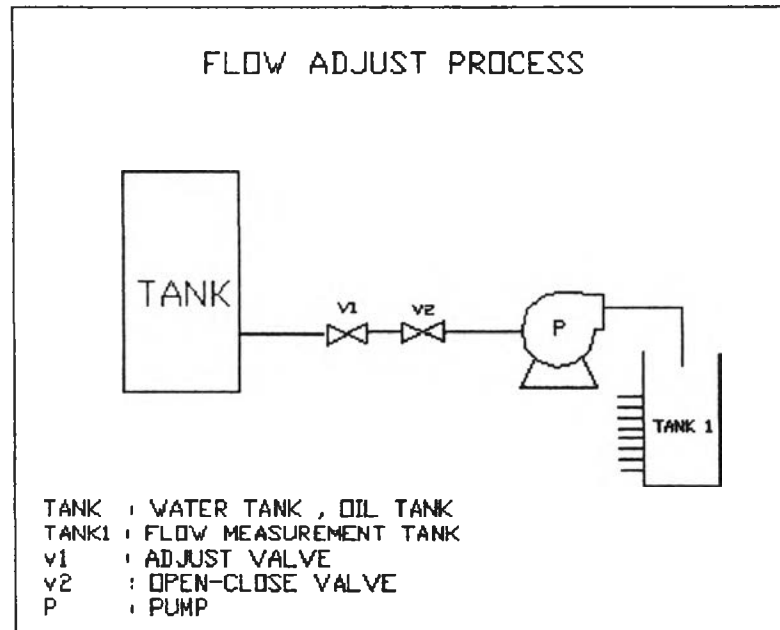 FLOW ADJUST PROCESS
TANK
v1 v2
P
TANK 1
TANK : WATER TANK , OIL TANK
TANK1 : FLOW MEASUREMENT TANK
v1 : ADJUST VALVE
v2 : OPEN-CLOSE VALVE
P : PUMP